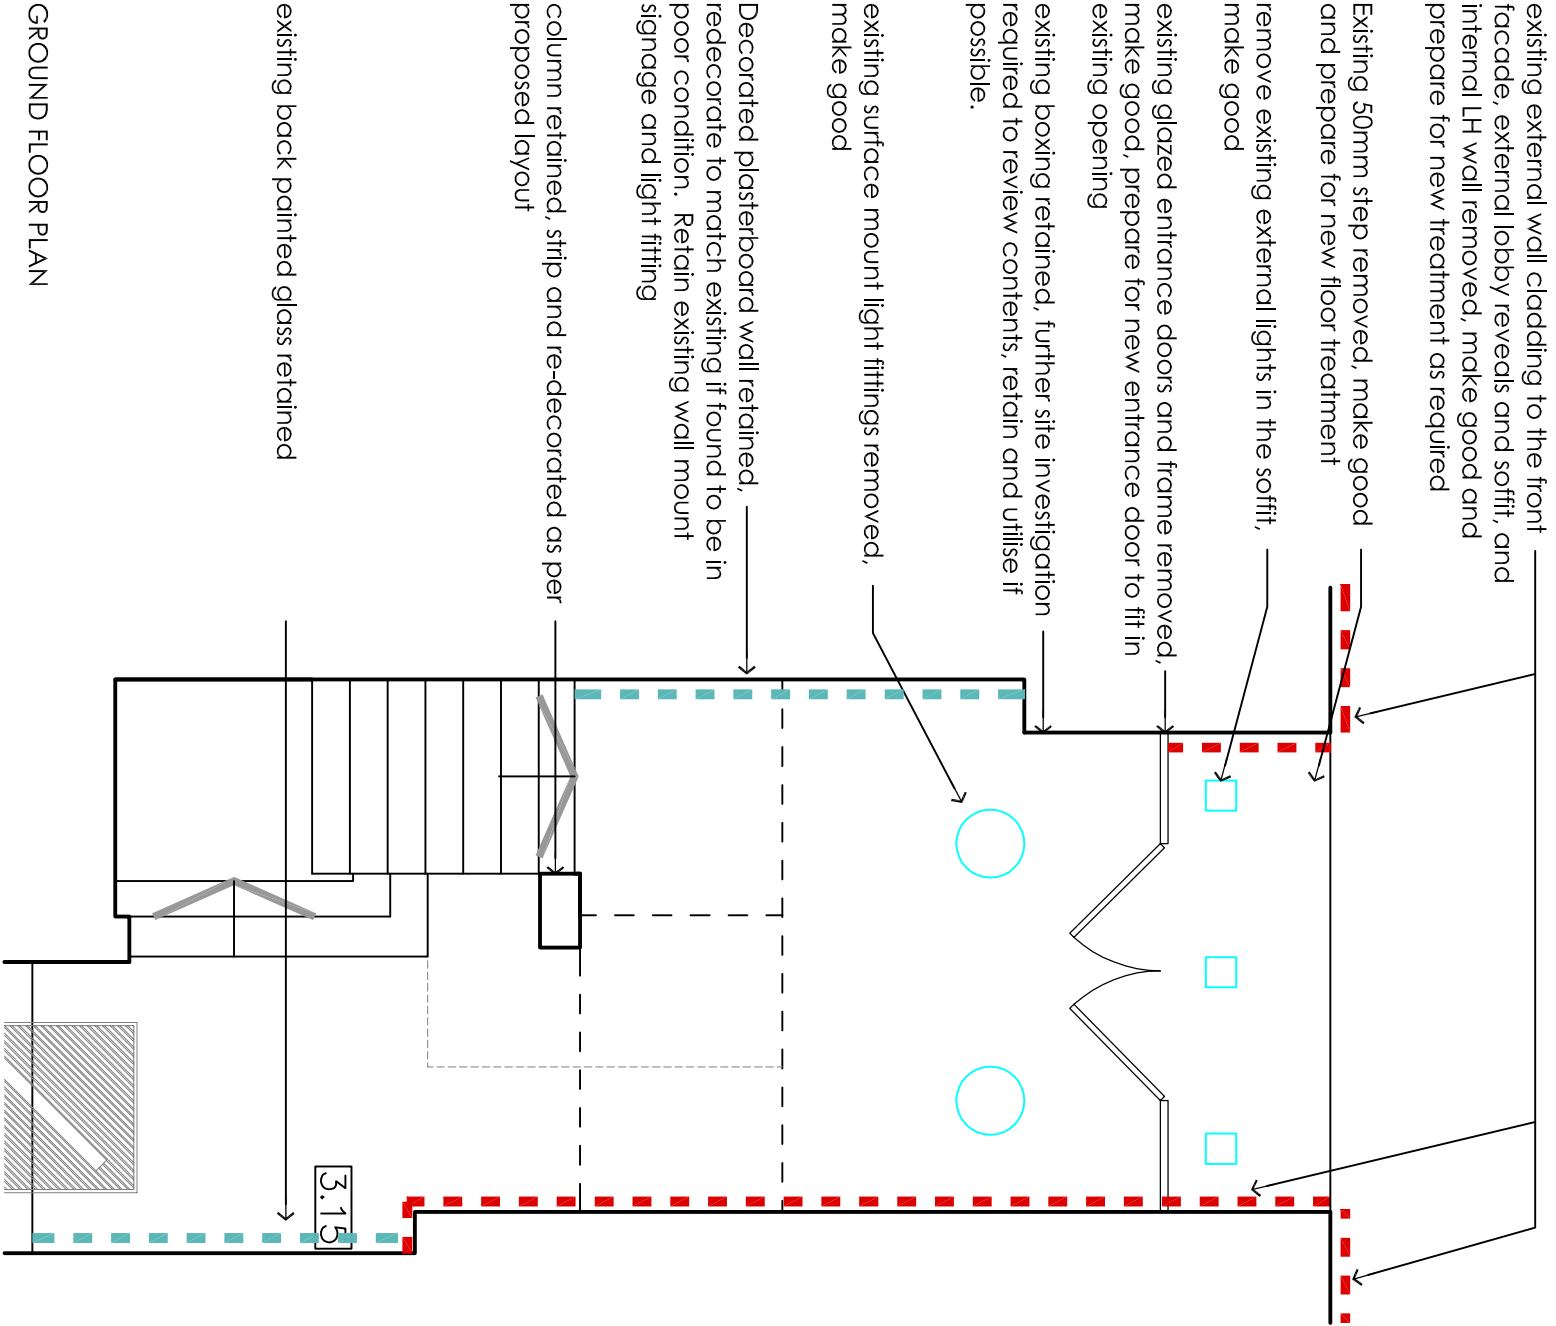 existing external wall cladding to the front
facade, external lobby reveals and soffit, and
internal LH wall removed, make good and
prepare for new treatment as required
Existing 50mm step removed, make good
and prepare for new floor treatment
remove existing external lights in the soffit,
make good
existing glazed entrance doors and frame removed,
make good, prepare for new entrance door to fit in
existing opening
existing boxing retained, further site investigation
required to review contents, retain and utilise if
possible.
existing surface mount light fittings removed,
make good
Decorated plasterboard wall retained,
redecorate to match existing if found to be in
poor condition. Retain existing wall mount
signage and light fitting
column retained, strip and re-decorated as per
proposed layout
existing back painted glass retained
3.15
GROUND FLOOR PLAN